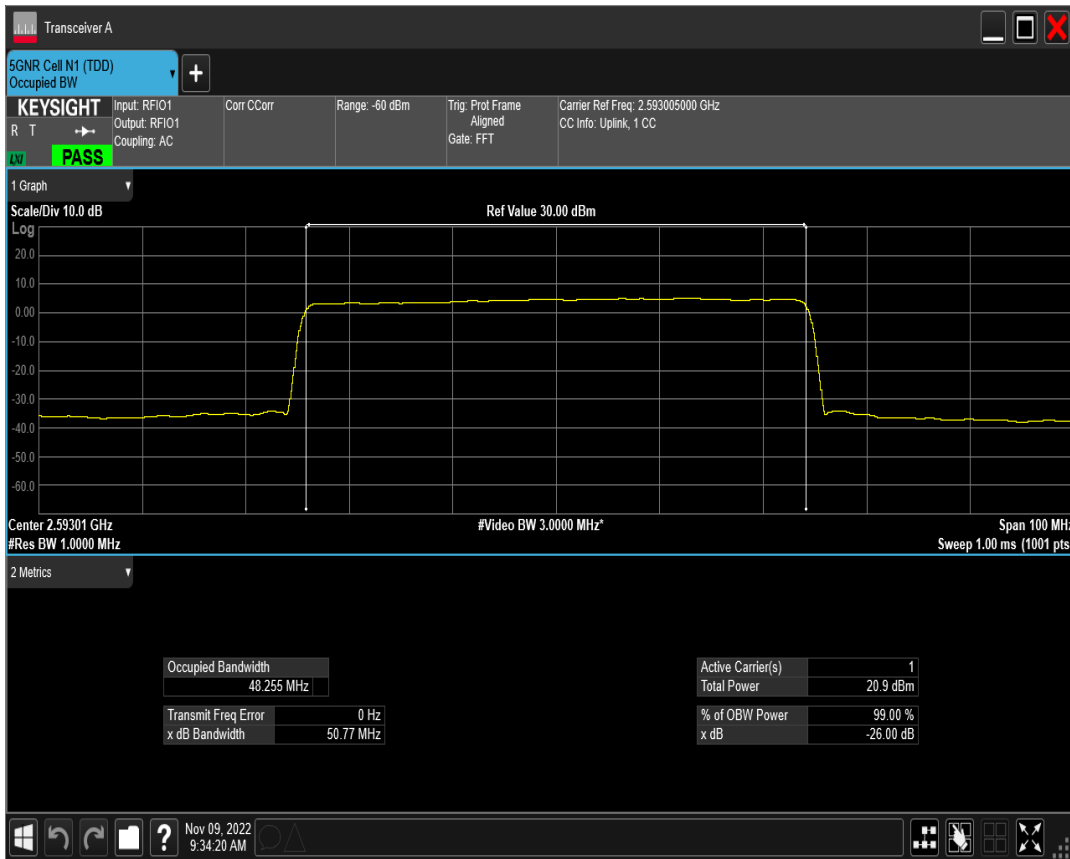 Transceiver A
5GNR Cell N1 (TDD)
Occupied BW
+
KEYSIGHT
R T
LXI
PASS
Input: RFIO1
Output: RFIO1
Coupling: AC
Corr CCorr
Range: -60 dBm
Trig: Prot Frame
Aligned
Gate: FFT
Carrier Ref Freq: 2.593005000 GHz
CC Info: Uplink, 1 CC
1 Graph
Scale/Div 10.0 dB
Ref Value 30.00 dBm
Log
20.0
10.0
0.00
-10.0
-20.0
-30.0
-40.0
-50.0
-60.0
Center 2.59301 GHz
#Video BW 3.0000 MHz*
Span 100 MHz
#Res BW 1.0000 MHz
Sweep 1.00 ms (1001 pts
2 Metrics
Occupied Bandwidth
48.255 MHz
Transmit Freq Error 0 Hz
x dB Bandwidth 50.77 MHz
Active Carrier(s) 1
Total Power 20.9 dBm
% of OBW Power 99.00 %
x dB -26.00 dB
?
Nov 09, 2022
9:34:20 AM